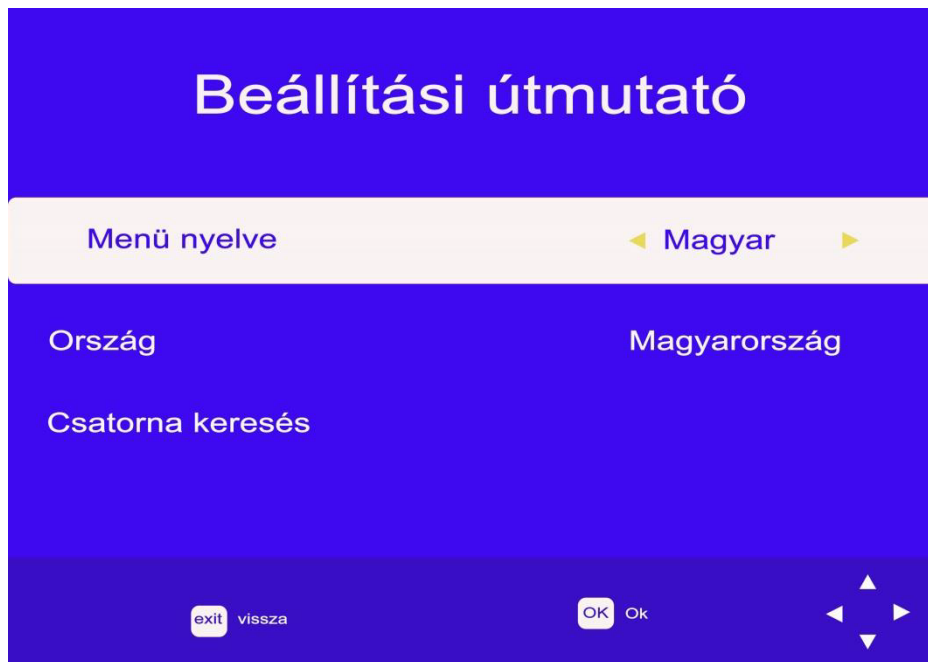 Beállítási útmutató
Menü nyelve Magyar
Ország Magyarország
Csatorna keresés
exit vissza OK Ok